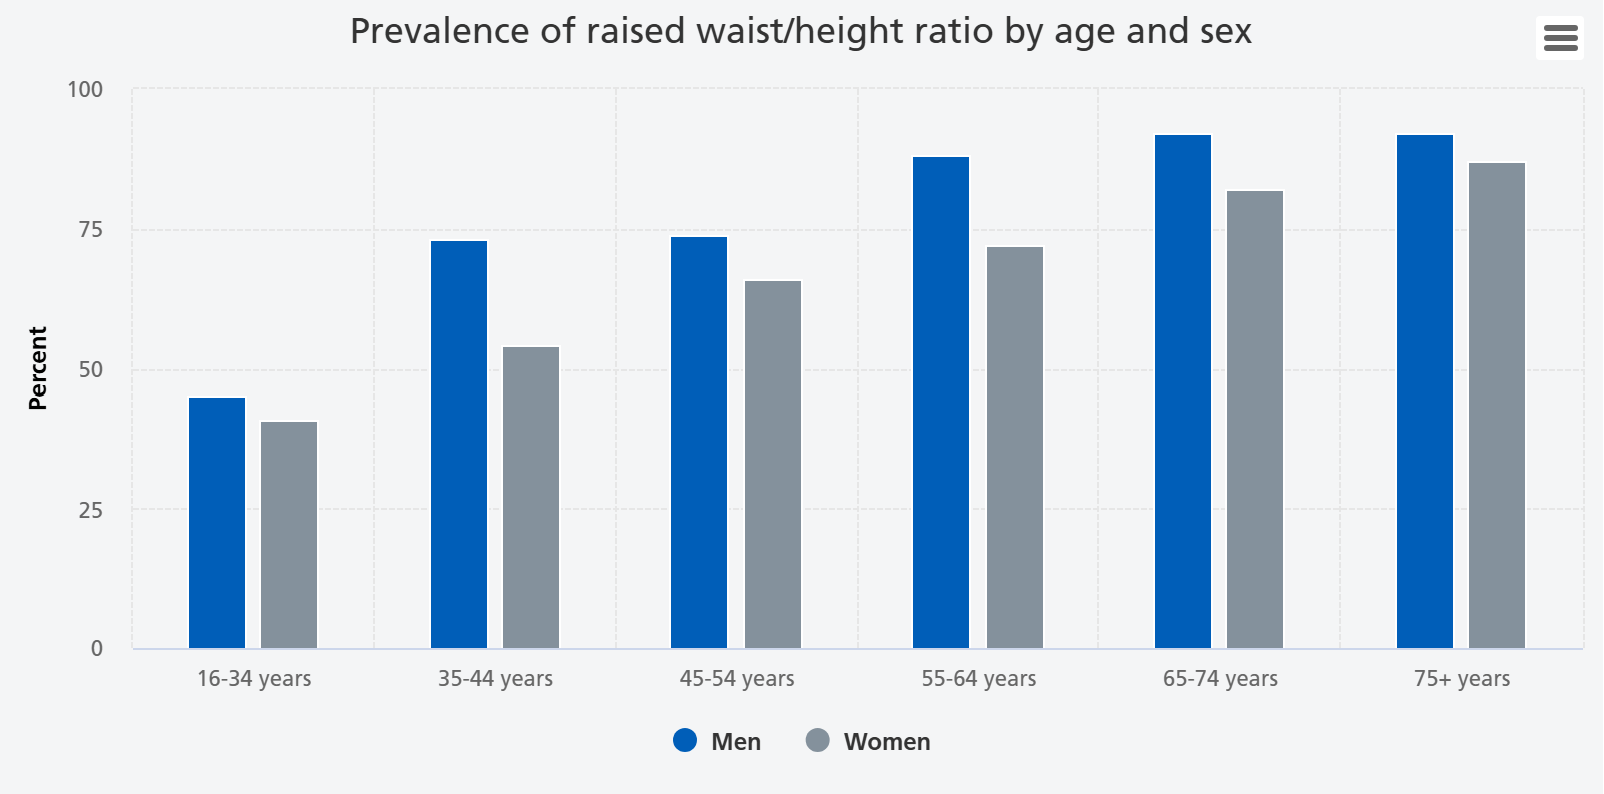 Prevalence of raised waist/height ratio by age and sex
100
75
50
25
0
Percent
16-34 years
35-44 years
45-54 years
55-64 years
65-74 years
75+ years
Men
Women